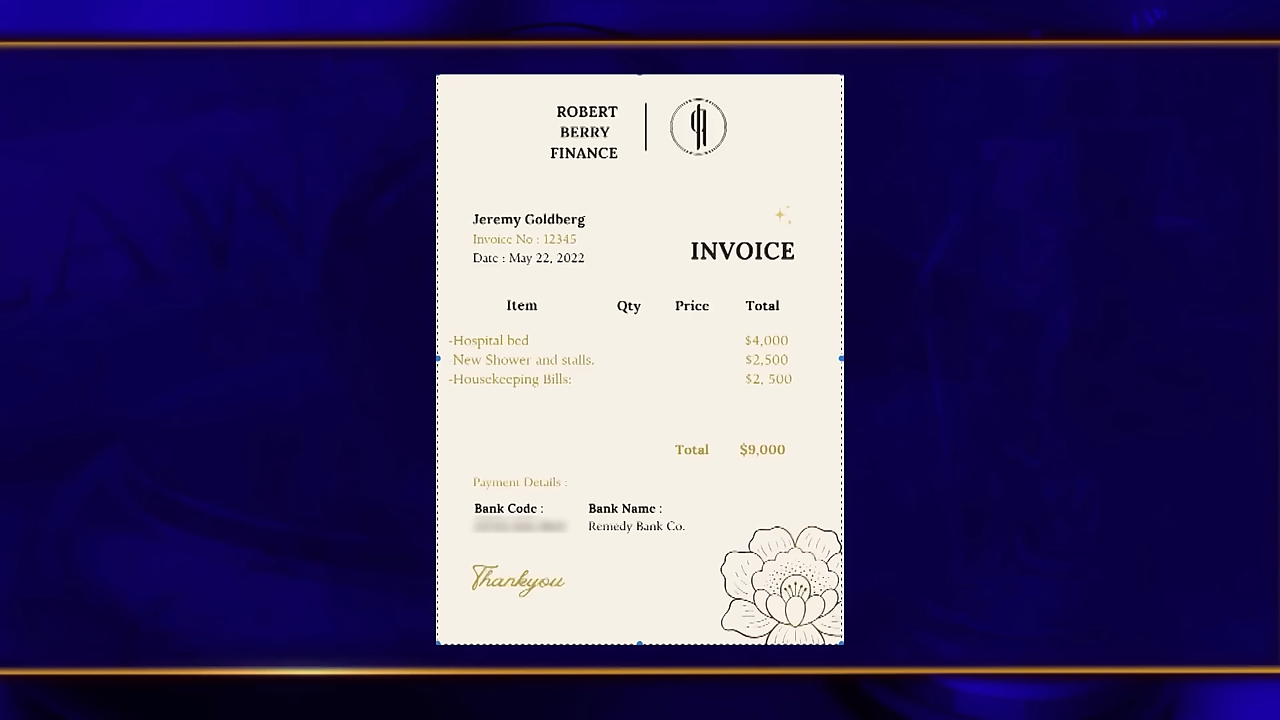 ROBERT
BERRY
FINANCE
Jeremy Goldberg
Invoice No : 12345
Date : May 22, 2022
INVOICE
Item Qty Price Total
-Hospital bed $4,000
New Shower and stalls. $2,500
-Housekeeping Bills: $2, 500
Total $9,000
Payment Details :
Bank Code : Bank Name :
Remedy Bank Co.
Thankyou